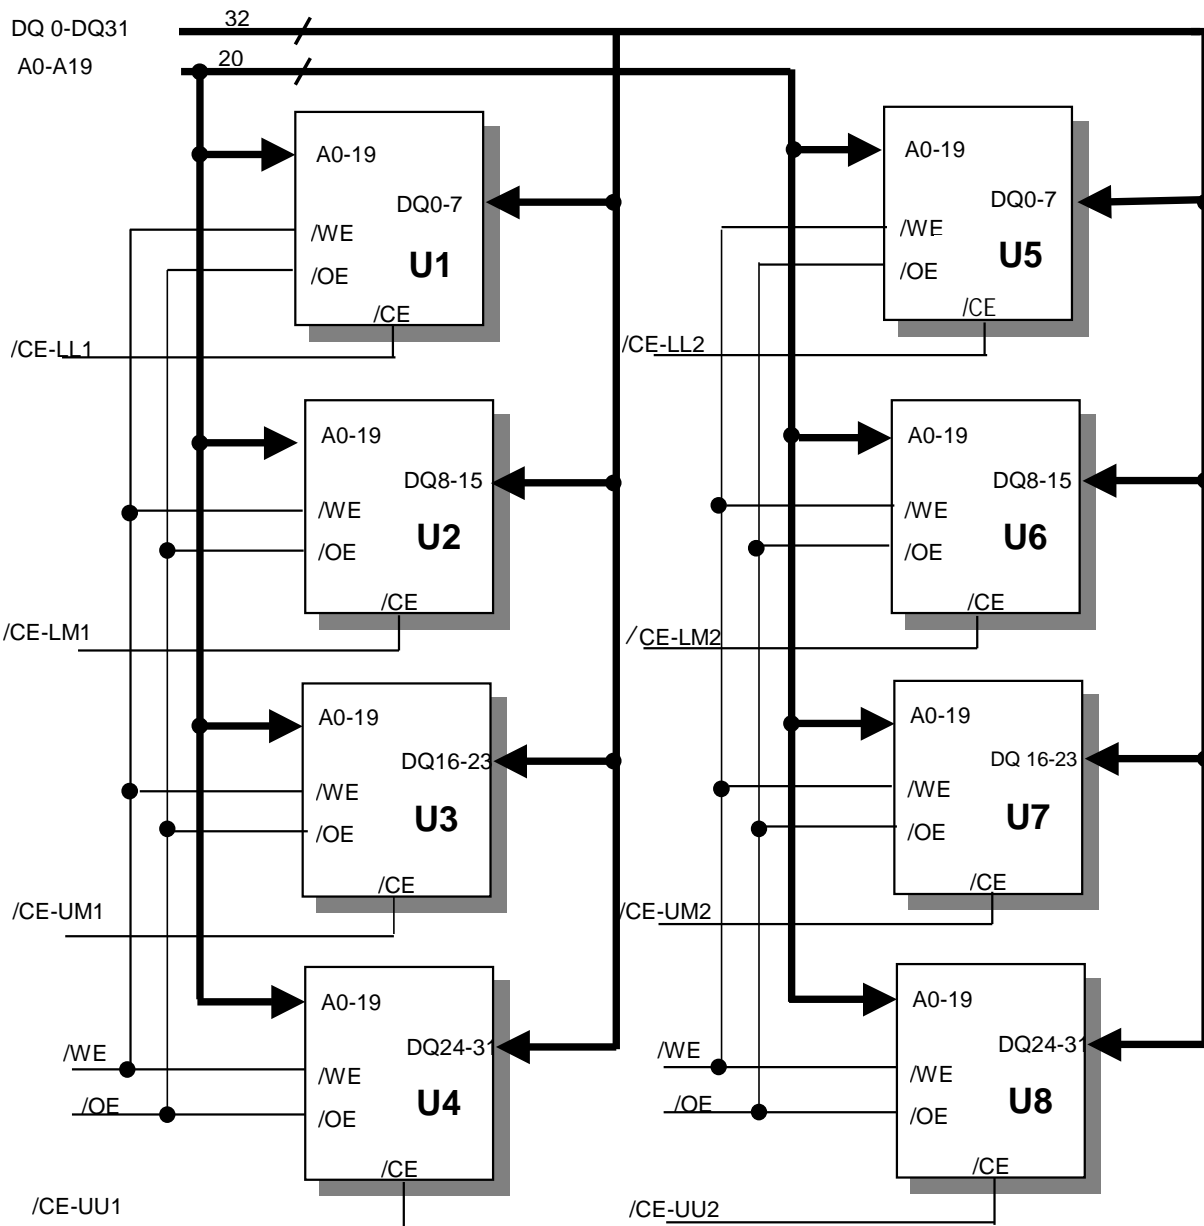 DQ 0-DQ31
32
A0-A19
20
A0-19
DQ0-7
/WE
U1
/OE
/CE
/CE-LL1
A0-19
DQ0-7
/WE
U5
/OE
/CE
/CE-LL2
A0-19
DQ8-15
/WE
U2
/OE
/CE
/CE-LM1
A0-19
DQ8-15
/WE
U6
/OE
/CE
/CE-LM2
A0-19
DQ16-23
/WE
U3
/OE
/CE
/CE-UM1
A0-19
DQ 16-23
/WE
U7
/OE
/CE
/CE-UM2
A0-19
DQ24-31
/WE
/WE
U4
/OE
/OE
/CE
/CE-UU1
A0-19
DQ24-31
/WE
/WE
U8
/OE
/OE
/CE
/CE-UU2